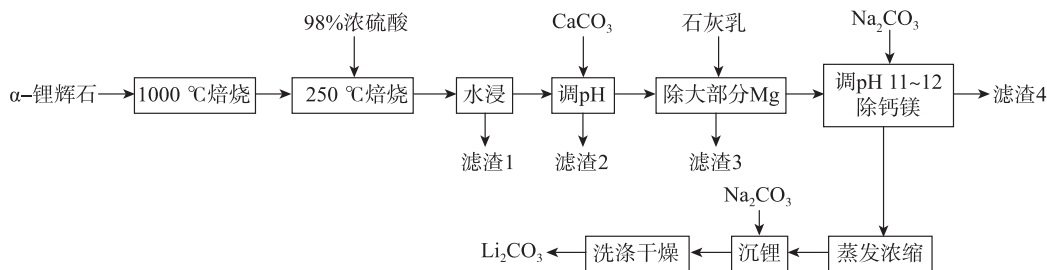 98%浓硫酸
CaCO₃
石灰乳
Na₂CO₃
α-锂辉石
1000 ℃焙烧
250 ℃焙烧
水浸
调pH
除大部分Mg
调pH 11~12
除钙镁
滤渣4
滤渣1
滤渣2
滤渣3
Na₂CO₃
Li₂CO₃
洗涤干燥
沉锂
蒸发浓缩